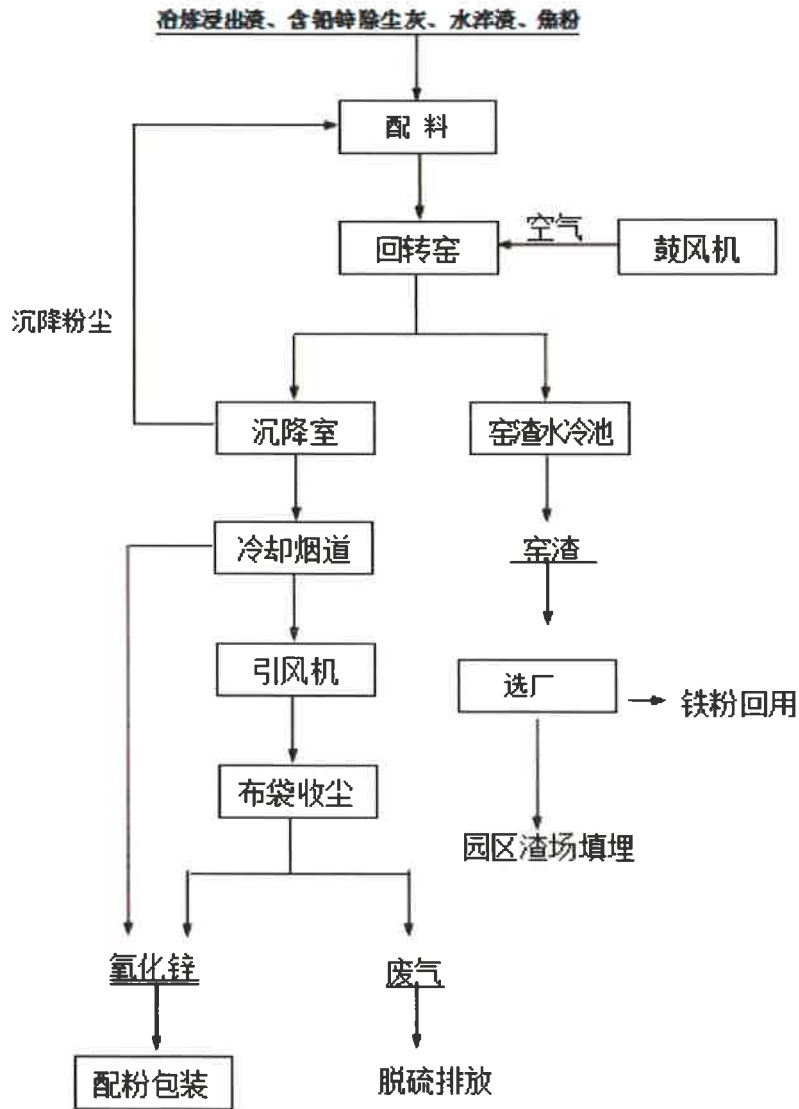 冶炼浸出渣、含铅锌除尘灰、水淬渣、焦粉
配 料
空气
回转窑
鼓风机
沉降粉尘
沉降室
窑渣水冷池
冷却烟道
窑渣
引风机
选厂
铁粉回用
布袋收尘
园区渣场填埋
氧化锌
废气
配粉包装
脱硫排放